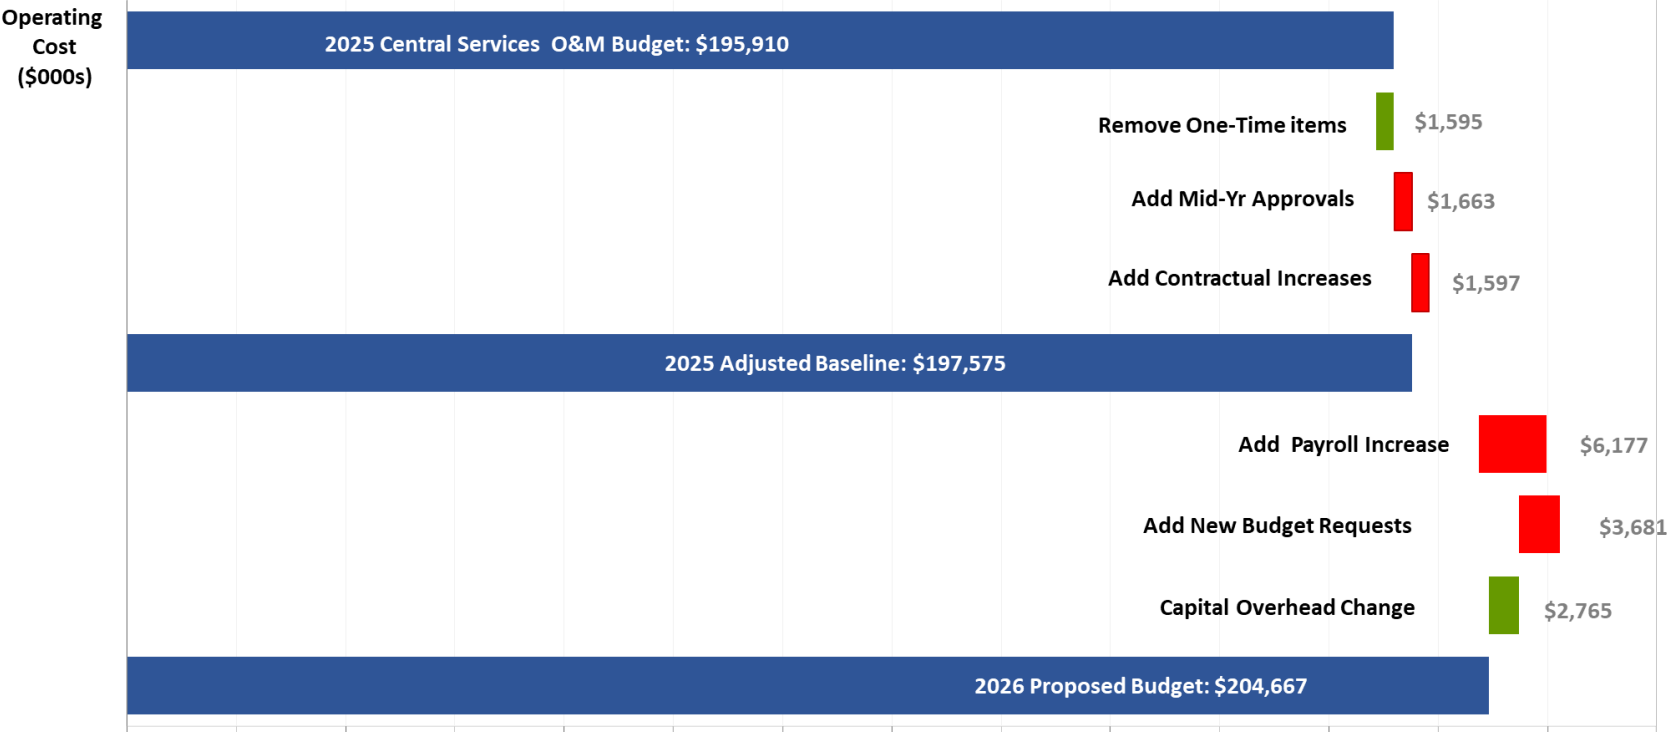 Operating
Cost
($000s)
2025 Central Services  O&M Budget: $195,910
Remove One-Time items $1,595
Add Mid-Yr Approvals $1,663
Add Contractual Increases $1,597
2025 Adjusted Baseline: $197,575
Add  Payroll Increase $6,177
Add New Budget Requests $3,681
Capital Overhead Change $2,765
2026 Proposed Budget: $204,667